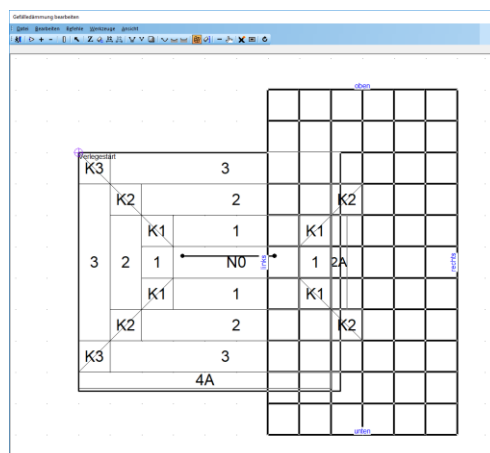 Gefälledämmung bearbeiten
Datei Bearbeiten Egline Werkzeuge Ansicht
oben
Verlegestart
K3 3
K2 2 K2
K1 1 K1
3 2 1 N0 links 1 2A rechts
K1 1 K1
K2 2 K2
K3 3
4A
unten